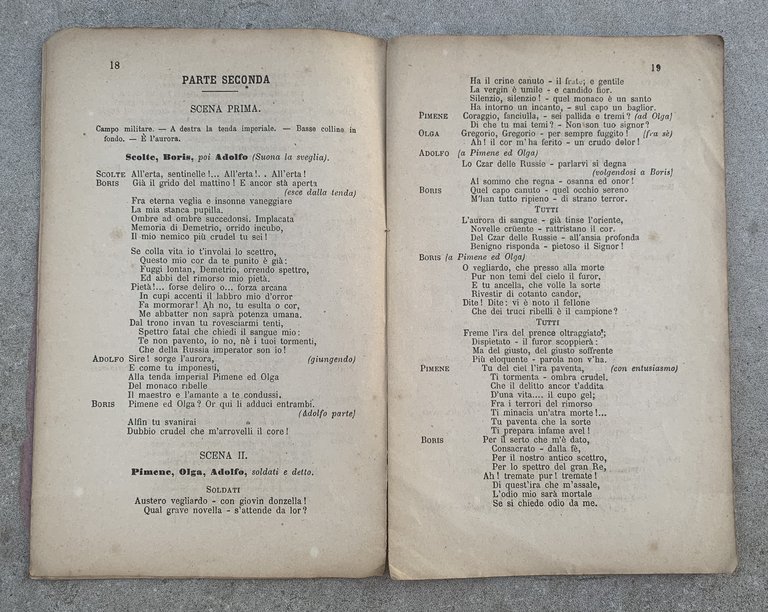 18
PARTE SECONDA
SCENA PRIMA.
Campo militare. — A destra la tenda imperiale. — Basse colline in
fondo. — È l'aurora.
Scolte, Boris, poi Adolfo (Suona la sveglia).
SCOLTE All'erta, sentinelle!... All'erta!. . All'erta!
BORIS Già il grido del mattino! E ancor stà aperta
(esce dalla tenda)
Fra eterna veglia e insonne vaneggiare
La mia stanca pupilla.
Ombre ad ombre succedonsi. Implacata
Memoria di Demetrio, orrido incubo,
Il mio nemico più crudel tu sei!
Se colla vita io t'involai lo scettro,
Questo mio cor da te punito è già:
Fuggi lontan, Demetrio, orrendo spettro,
Ed abbi del rimorso mio pietà.
Pietà!... forse deliro o... forza arcana
In cupi accenti il labbro mio d'orror
Fa mormorar! Ah no, tu esulta o cor,
Me abbatter non saprà potenza umana.
Dal trono invan tu rovesciarmi tenti,
Spettro fatal che chiedi il sangue mio:
Te non pavento, io no, nè i tuoi tormenti,
Che della Russia imperator son io!
ADOLFO Sire! sorge l'aurora, (giungendo)
E come tu imponesti,
Alla tenda imperial Pimene ed Olga
Del monaco ribelle
Il maestro e l'amante a te condussi.
BORIS Pimene ed Olga? Or qui li adduci entrambi.
(Adolfo parte)
Alfin tu svanirai
Dubbio crudel che m'arrovelli il core!
SCENA II.
Pimene, Olga, Adolfo, soldati e detto.
SOLDATI
Austero vegliardo - con giovin donzella!
Qual grave novella - s'attende da lor?
19
Ha il crine canuto - il frate; e gentile
La vergin è umile - e candido fior.
Silenzio, silenzio! - quel monaco è un santo
Ha intorno un incanto, - sul capo un baglior.
PIMENE Coraggio, fanciulla, - sei pallida e tremi? (ad Olga)
Di che tu mai temi? - Non son tuo signor?
OLGA Gregorio, Gregorio - per sempre fuggito! (fra sè)
Ah! il cor m'ha ferito - un crudo delor!
ADOLFO (a Pimene ed Olga)
Lo Czar delle Russie - parlarvi si degna
(volgendosi a Boris)
Al sommo che regna - osanna ed onor!
BORIS Quel capo canuto - quel occhio sereno
M'han tutto ripieno - di strano terror.
TUTTI
L'aurora di sangue - già tinse l'oriente,
Novelle crüente - rattristano il cor.
Del Czar delle Russie - all'ansia profonda
Benigno risponda - pietoso il Signor!
BORIS (a Pimene ed Olga)
O vegliardo, che presso alla morte
Pur non temi del cielo il furor,
E tu ancella, che volle la sorte
Rivestir di cotanto candor,
Dite! Dite: vi è noto il fellone
Che dei truci ribelli è il campione?
TUTTI
Freme l'ira del prence oltraggiato;
Dispietato - il furor scoppierà:
Ma del giusto, del giusto soffrente
Più eloquente - parola non v'ha.
PIMENE Tu del ciel l'ira paventa, (con entusiasmo)
Ti tormenta - ombra crudel.
Che il delitto ancor t'addita
D'una vita.... il cupo gel;
Fra i terrori del rimorso
Ti minacia un'atra morte!...
Tu paventa che la sorte
Ti prepara infame avel!
BORIS Per il serto che m'è dato,
Consacrato - dalla fè,
Per il nostro antico scettro,
Per lo spettro del gran Re,
Ah! tremate pur! tremate!
Di quest'ira che m'assale,
L'odio mio sarà mortale
Se si chiede odio da me.